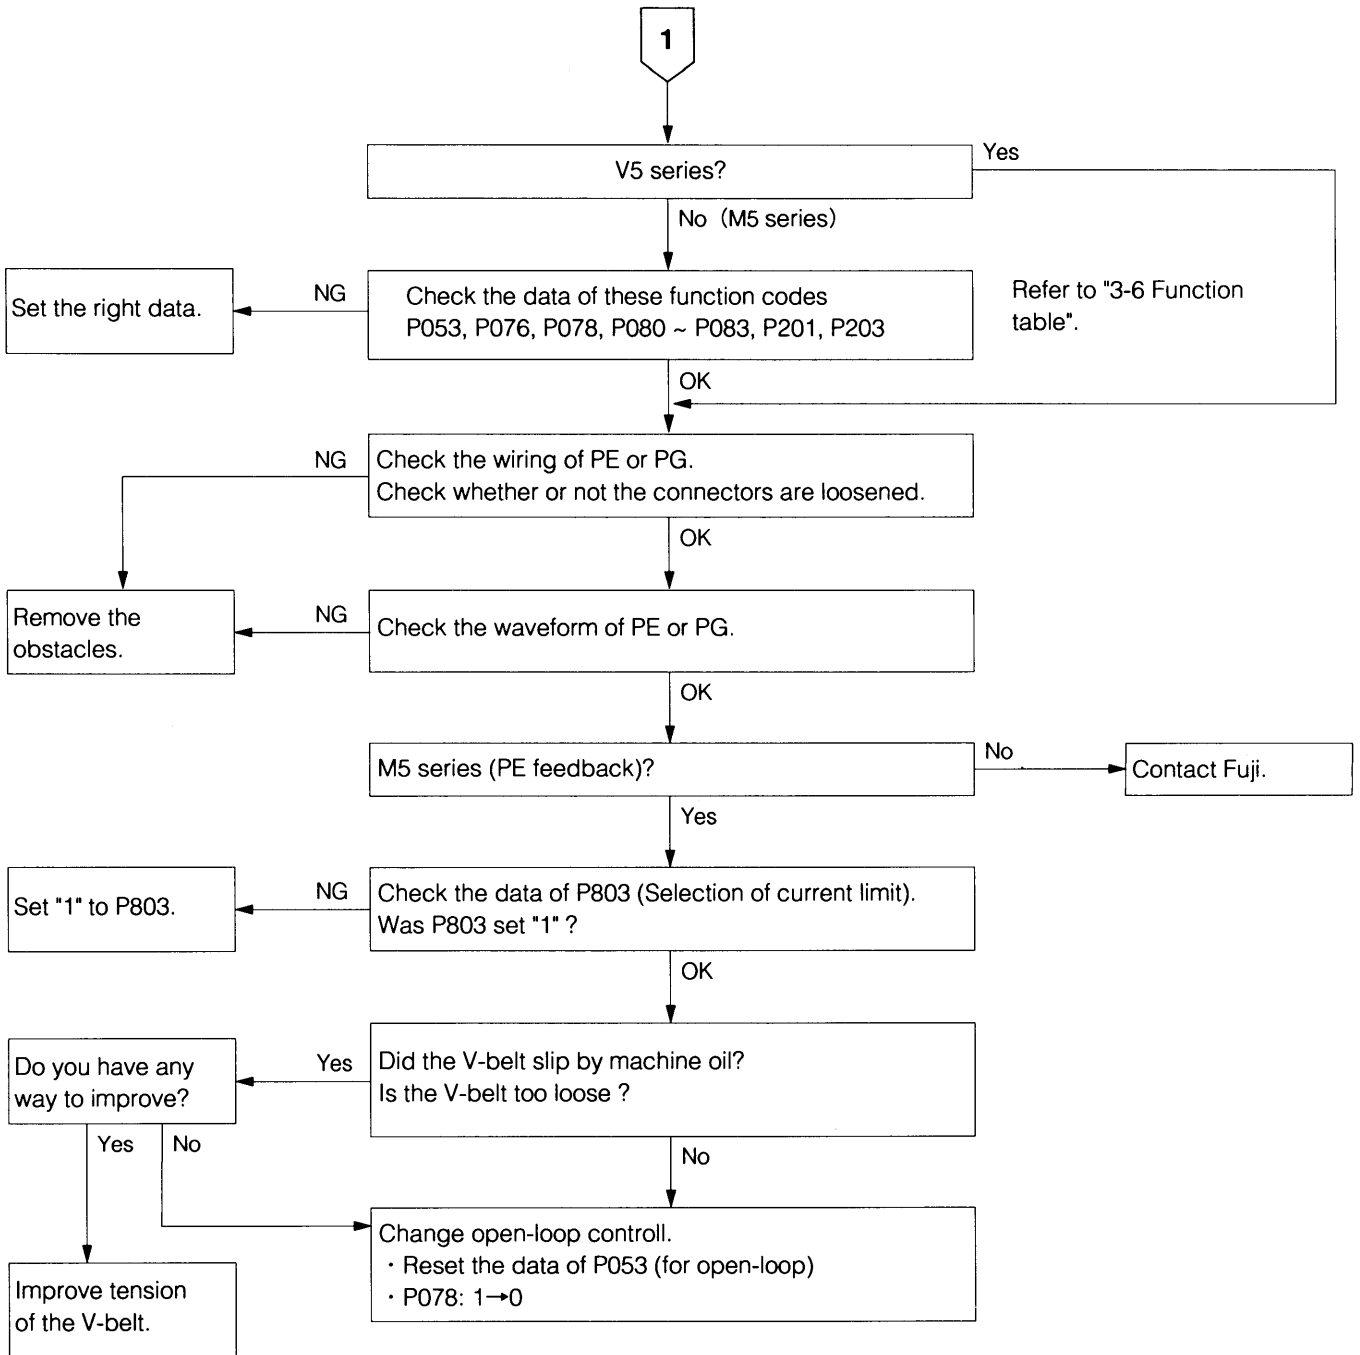 1
V5 series?
Yes
No (M5 series)
Set the right data.
NG
Check the data of these function codes
P053, P076, P078, P080 ~ P083, P201, P203
Refer to "3-6 Function
table".
OK
NG
Check the wiring of PE or PG.
Check whether or not the connectors are loosened.
OK
Remove the
obstacles.
NG
Check the waveform of PE or PG.
OK
M5 series (PE feedback)?
No
Contact Fuji.
Yes
Set "1" to P803.
NG
Check the data of P803 (Selection of current limit).
Was P803 set "1" ?
OK
Do you have any
way to improve?
Yes
Did the V-belt slip by machine oil?
Is the V-belt too loose ?
Yes
No
No
Change open-loop controll.
・Reset the data of P053 (for open-loop)
・P078: 1→0
Improve tension
of the V-belt.